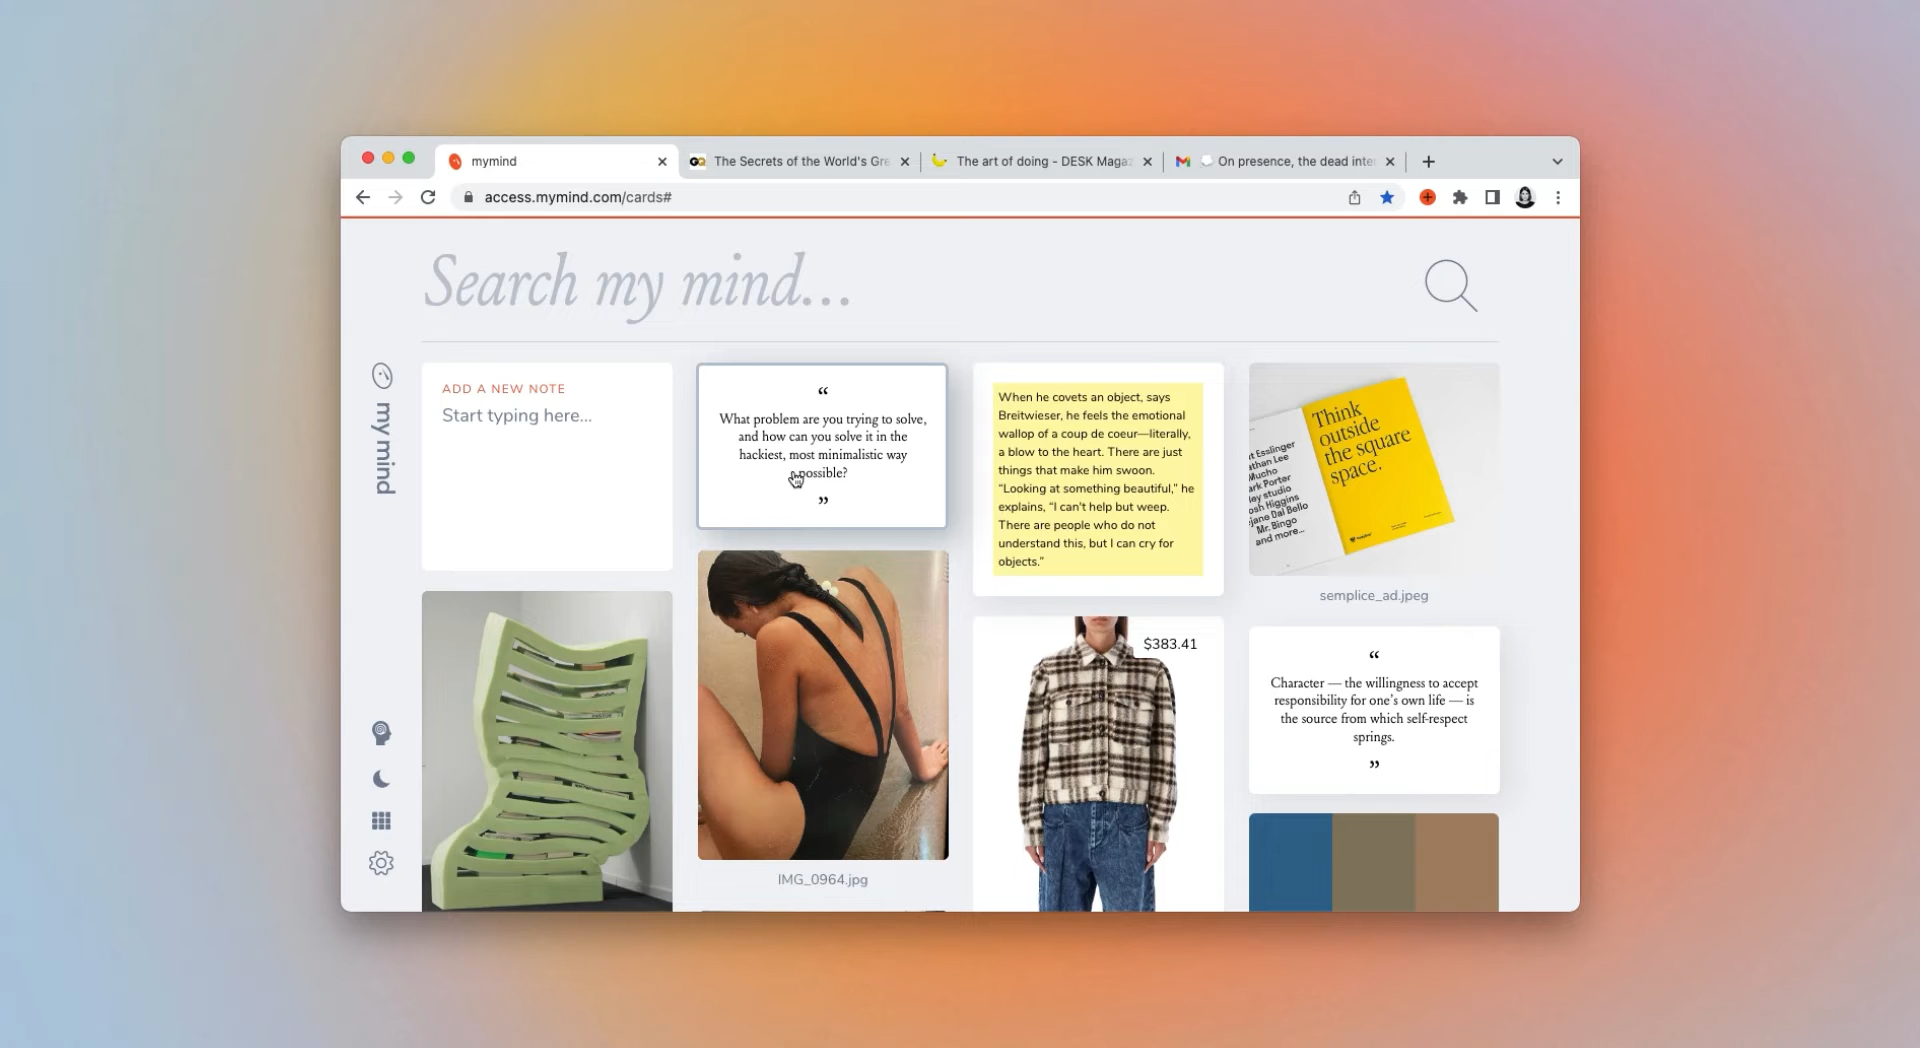 mymind
The Secrets of the World's Gre
The art of doing - DESK Magaz
On presence, the dead inte
access.mymind.com/cards#
Search my mind...
mymind
ADD A NEW NOTE
Start typing here...
“
What problem are you trying to solve,
and how can you solve it in the
hackiest, most minimalistic way
possible?
”
IMG_0964.jpg
When he covets an object, says
Breitwieser, he feels the emotional
wallop of a coup de coeur—literally,
a blow to the heart. There are just
things that make him swoon.
“Looking at something beautiful,” he
explains, “I can't help but weep.
There are people who do not
understand this, but I can cry for
objects.”
$383.41
Think
outside
the square
space.
t Esslinger
athan Lee
Mucho
ark Porter
ley studio
osh Higgins
ejane Dal Bello
Mr. Bingo
and more...
semplice_ad.jpeg
“
Character — the willingness to accept
responsibility for one's own life — is
the source from which self-respect
springs.
”